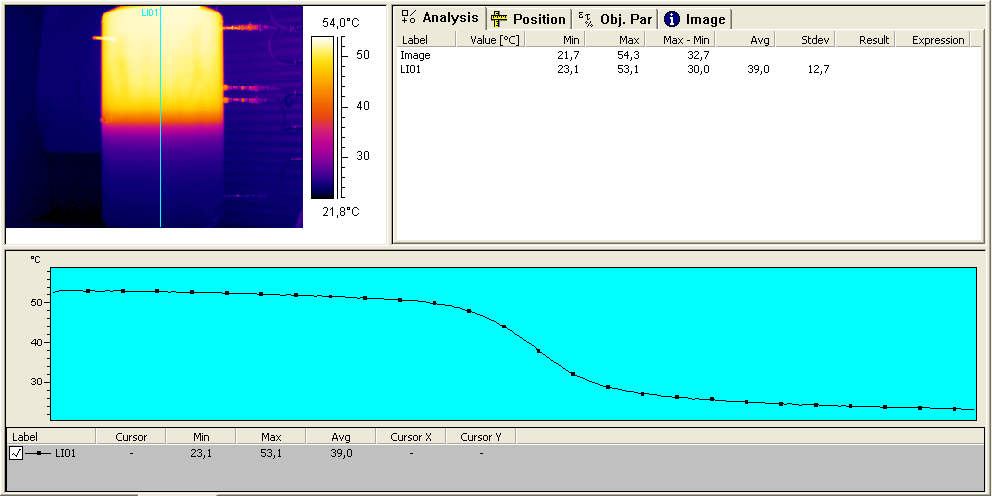 LI01
54,0°C
50
40
30
21,8°C
Analysis Position Obj. Par Image
Label Value [°C] Min Max Max - Min Avg Stdev Result Expression
Image 21,7 54,3 32,7
LI01 23,1 53,1 30,0 39,0 12,7
°C
50
40
30
Label Cursor Min Max Avg Cursor X Cursor Y
LI01 - 23,1 53,1 39,0 - -